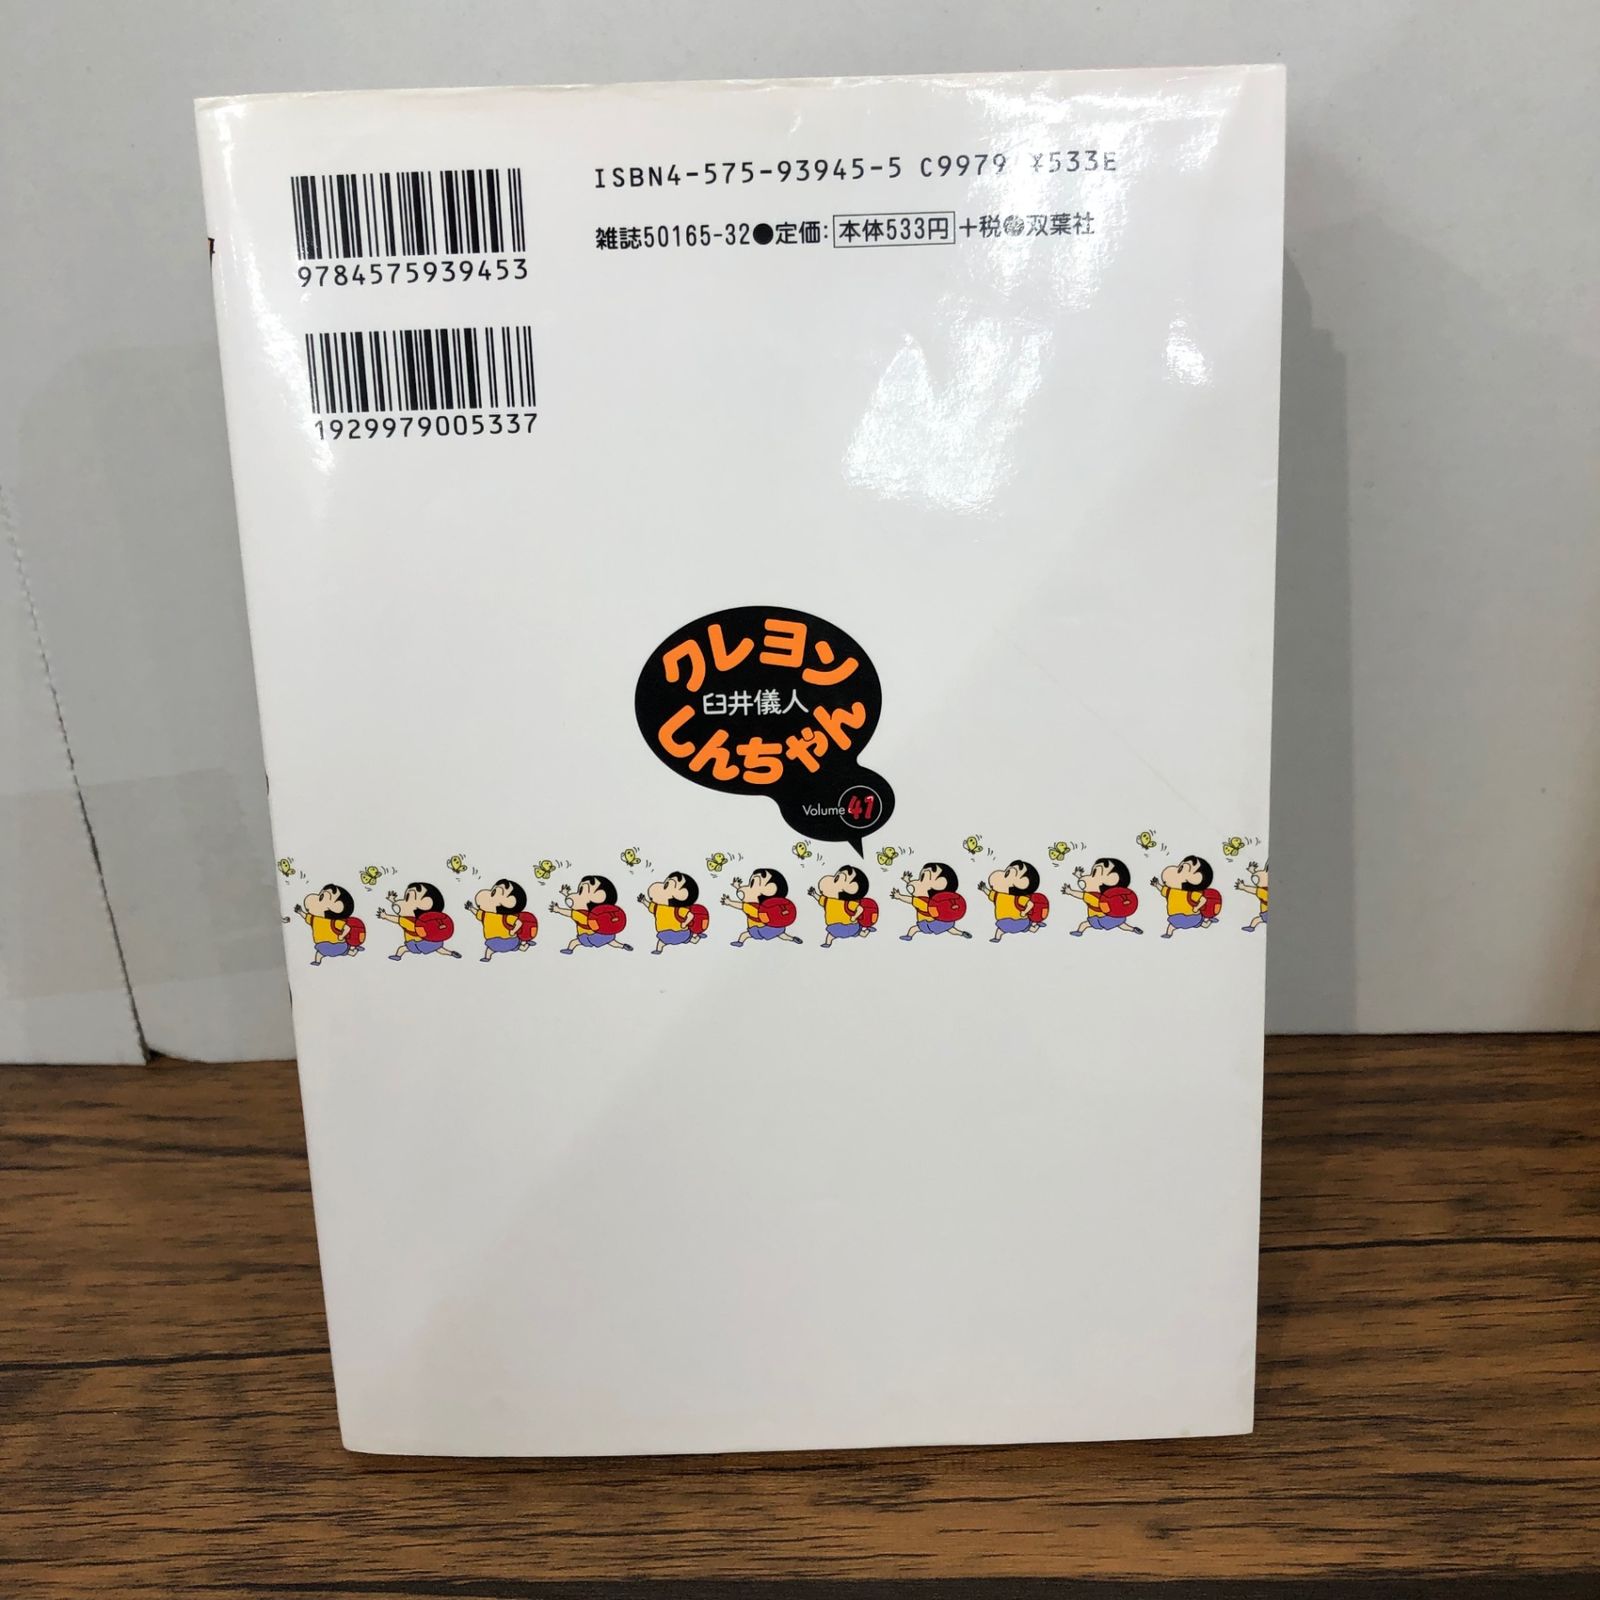 ISBN4-575-93945-5 C9979 ¥533E
雑誌50165-32●定価:本体533円+税 双葉社
9784575939453
1929979005337
クレヨン
臼井儀人
しんちゃん
Volume 41